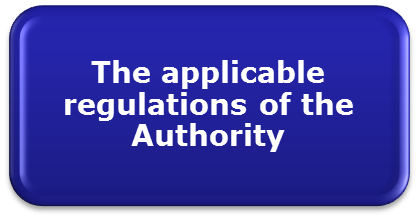 The applicable
regulations of the
Authority